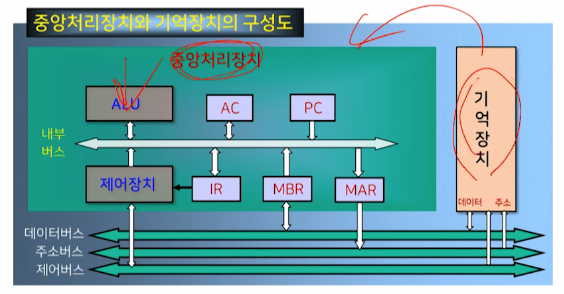 중앙처리장치와 기억장치의 구성도
중앙처리장치
ALU
AC
PC
기억장치
내부
버스
제어장치
IR
MBR
MAR
데이터 주소
데이터버스
주소버스
제어버스